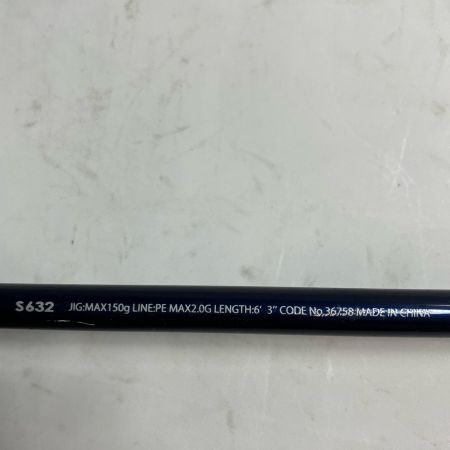 S632 JIG:MAX150g LINE:PE MAX2.0G LENGTH:6' 3" CODE No.36758 MADE IN CHINA